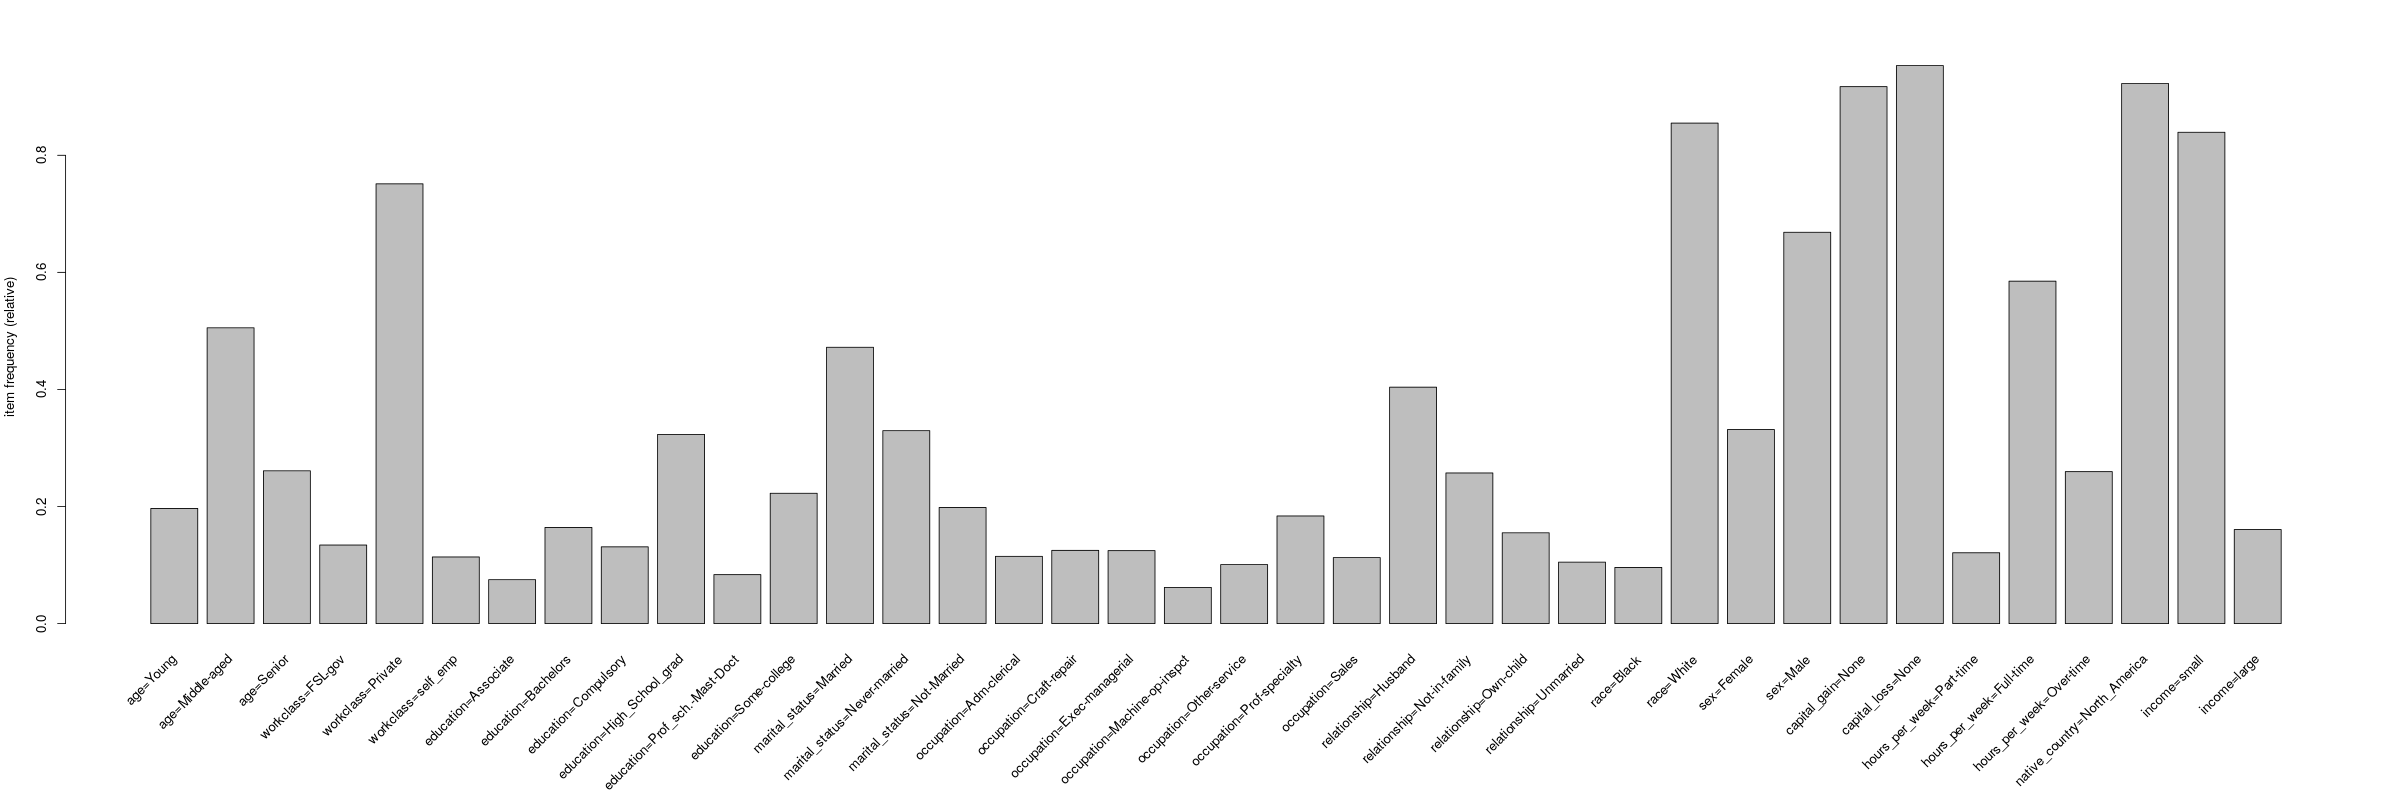 item frequency (relative)
0.0
0.2
0.4
0.6
0.8
age=Young
age=Middle-aged
age=Senior
workclass=FSL-gov
workclass=Private
workclass=self_emp
education=Associate
education=Bachelors
education=Compulsory
education=High_School_grad
education=Prof_sch.-Mast-Doct
education=Some-college
marital_status=Married
marital_status=Never-married
marital_status=Not-Married
occupation=Adm-clerical
occupation=Craft-repair
occupation=Exec-managerial
occupation=Machine-op-inspct
occupation=Other-service
occupation=Prof-specialty
occupation=Sales
relationship=Husband
relationship=Not-in-family
relationship=Own-child
relationship=Unmarried
race=Black
race=White
sex=Female
sex=Male
capital_gain=None
capital_loss=None
hours_per_week=Part-time
hours_per_week=Full-time
hours_per_week=Over-time
native_country=North_America
income=small
income=large